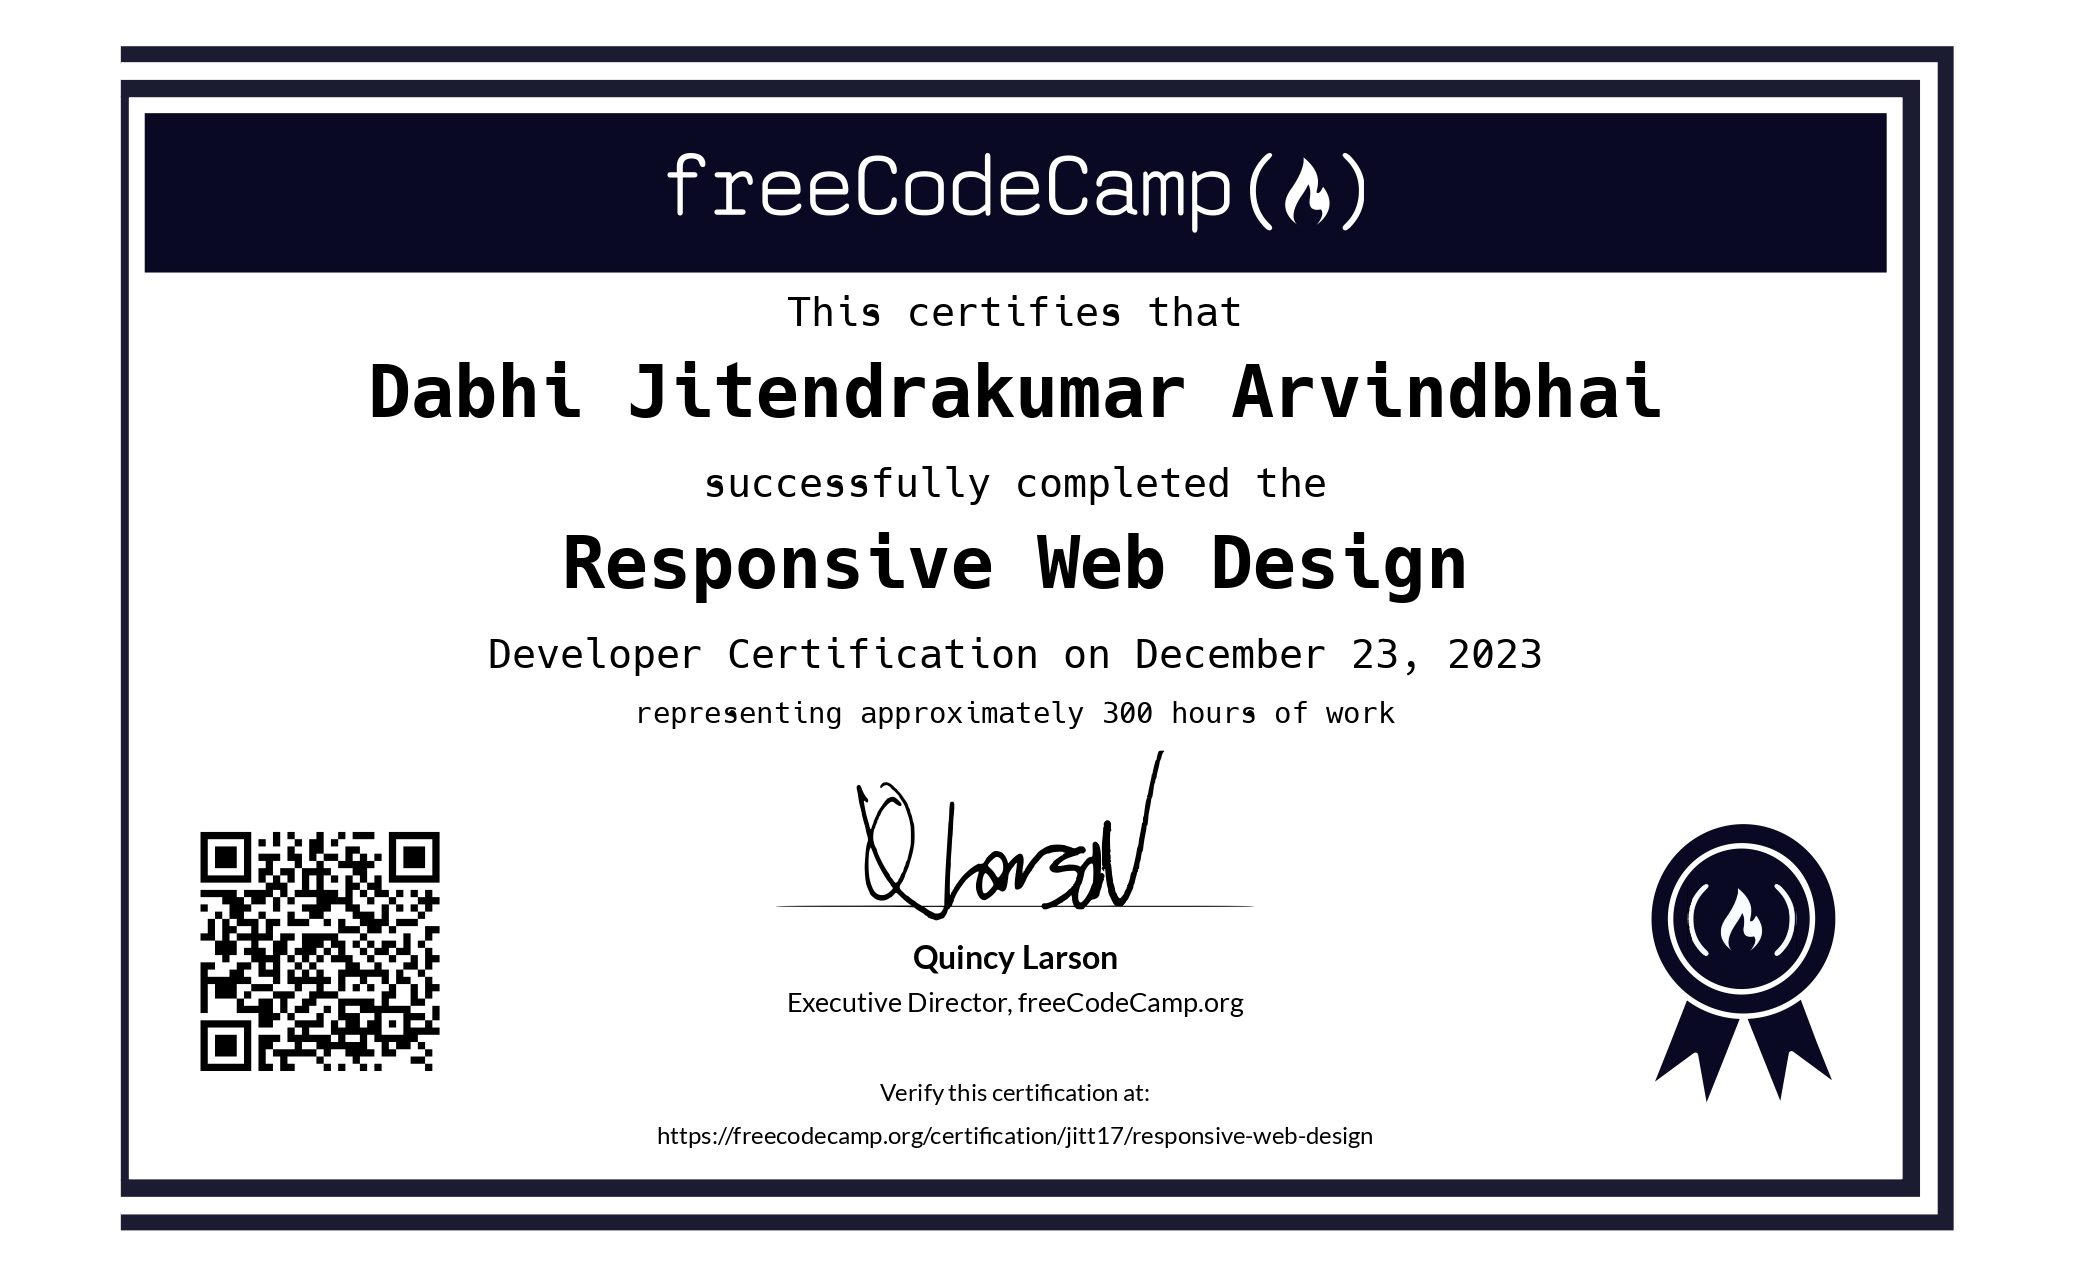 freeCodeCamp(🔥)
This certifies that
Dabhi Jitendrakumar Arvindbhai
successfully completed the
Responsive Web Design
Developer Certification on December 23, 2023
representing approximately 300 hours of work
Q Larson
Quincy Larson
Executive Director, freeCodeCamp.org
Verify this certification at:
https://freecodecamp.org/certification/jitt17/responsive-web-design